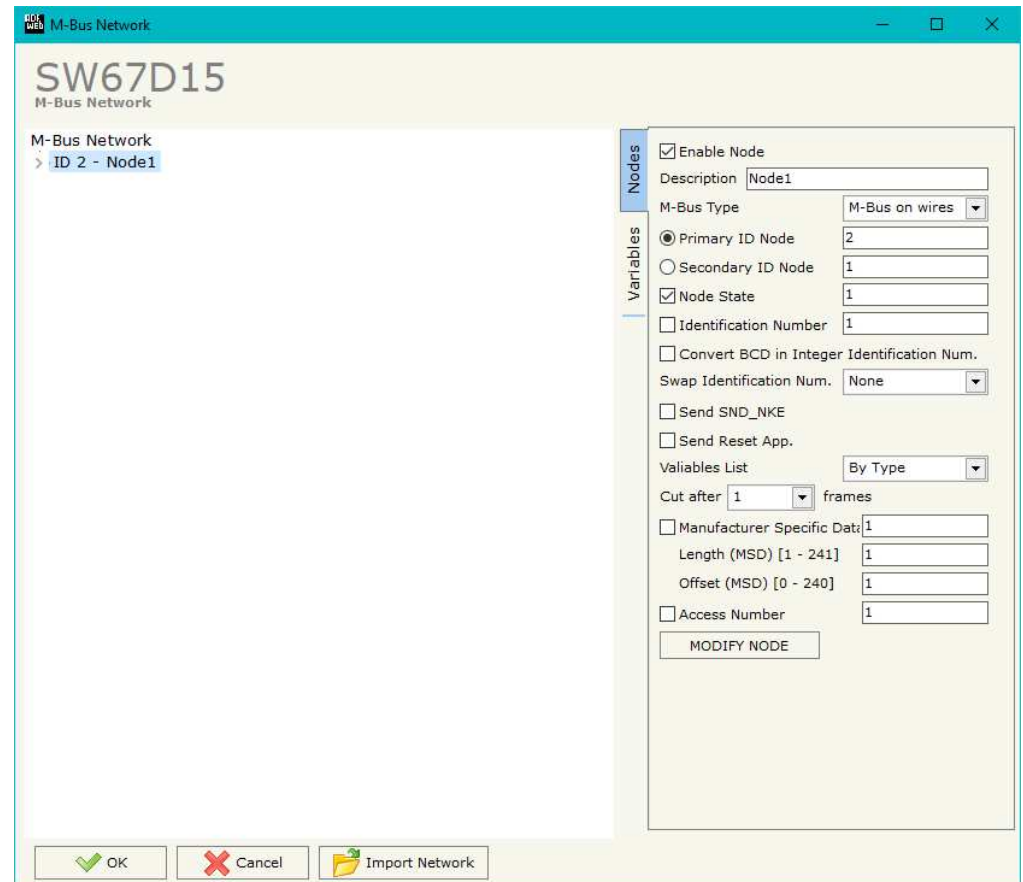 ADF WEB M-Bus Network
SW67D15
M-Bus Network
M-Bus Network
ID 2 - Node1
Nodes
Variables
Enable Node
Description Node1
M-Bus Type M-Bus on wires
Primary ID Node 2
Secondary ID Node 1
Node State 1
Identification Number 1
Convert BCD in Integer Identification Num.
Swap Identification Num. None
Send SND_NKE
Send Reset App.
Valiables List By Type
Cut after 1 frames
Manufacturer Specific Data 1
Length (MSD) [1 - 241] 1
Offset (MSD) [0 - 240] 1
Access Number 1
MODIFY NODE
OK Cancel Import Network